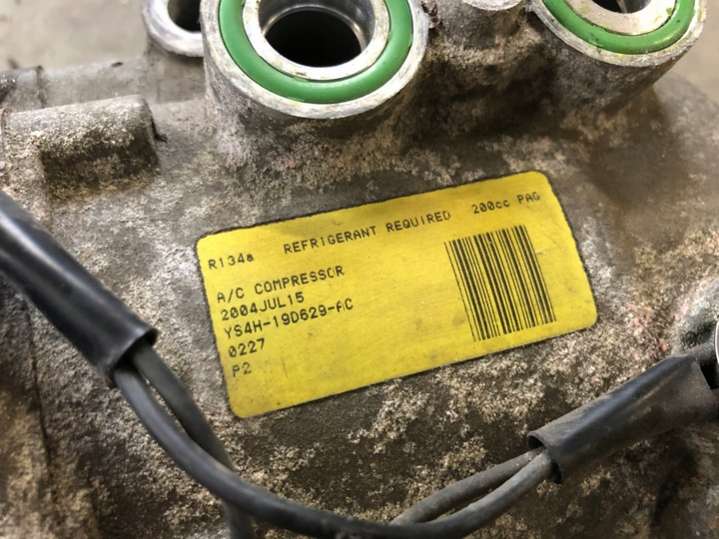 R134a REFRIGERANT REQUIRED 200cc PAG
A/C COMPRESSOR
2004JUL15
YS4H-19D629-AC
0227
P2